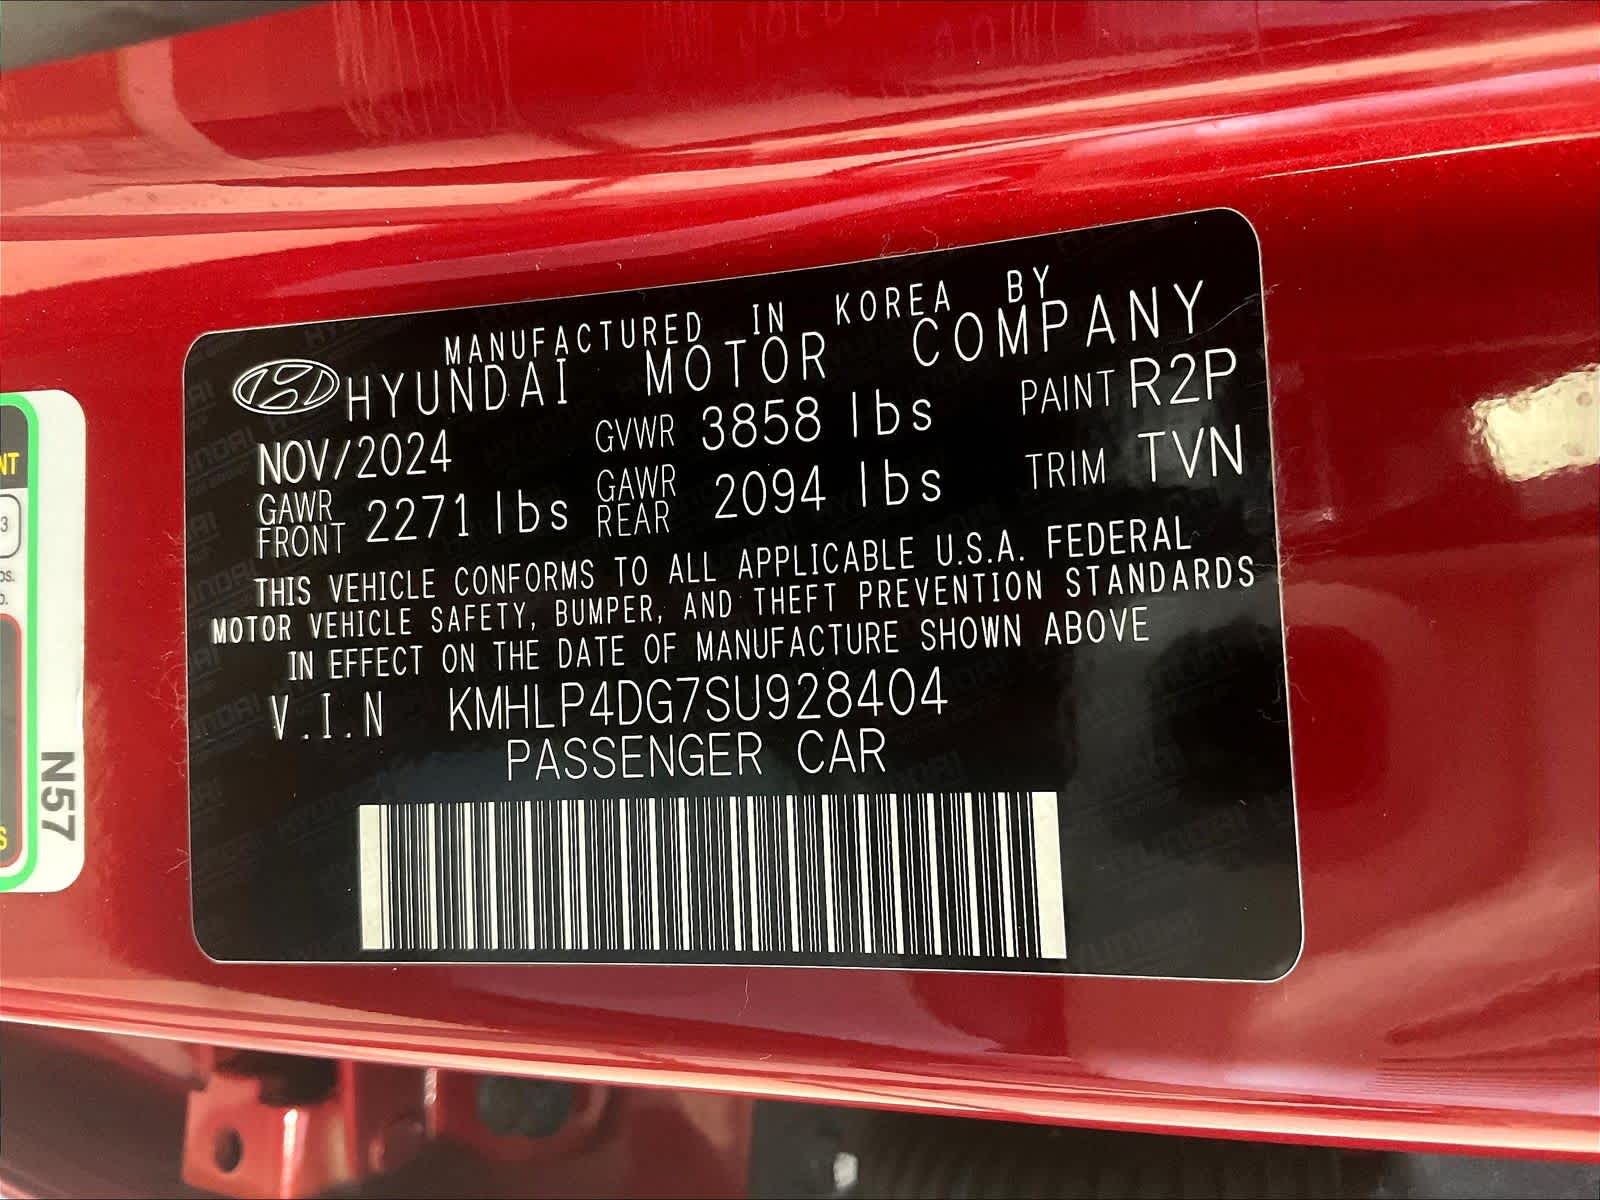 MANUFACTURED IN KOREA BY
HYUNDAI MOTOR COMPANY
NOV/2024 GVWR 3858 lbs PAINT R2P
GAWR FRONT 2271 lbs GAWR REAR 2094 lbs TRIM TVN
THIS VEHICLE CONFORMS TO ALL APPLICABLE U.S.A. FEDERAL
MOTOR VEHICLE SAFETY, BUMPER, AND THEFT PREVENTION STANDARDS
IN EFFECT ON THE DATE OF MANUFACTURE SHOWN ABOVE
V.I.N KMHLP4DG7SU928404
PASSENGER CAR
N57